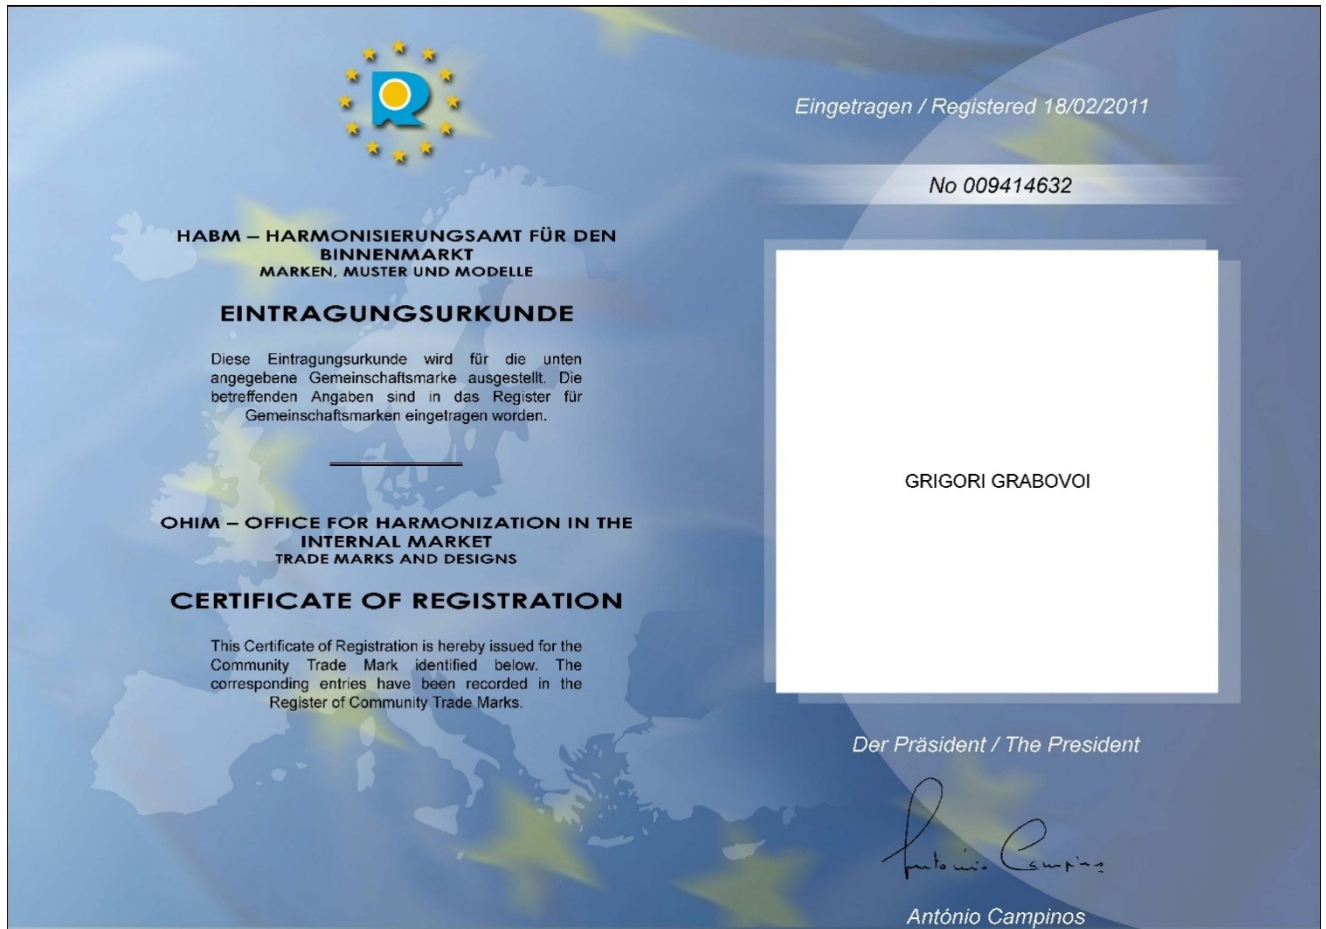 HABM – HARMONISIERUNGSAMT FÜR DEN
BINNENMARKT
MARKEN, MUSTER UND MODELLE
EINTRAGUNGSURKUNDE
Diese Eintragungsurkunde wird für die unten
angegebene Gemeinschaftsmarke ausgestellt. Die
betreffenden Angaben sind in das Register für
Gemeinschaftsmarken eingetragen worden.
OHIM – OFFICE FOR HARMONIZATION IN THE
INTERNAL MARKET
TRADE MARKS AND DESIGNS
CERTIFICATE OF REGISTRATION
This Certificate of Registration is hereby issued for the
Community Trade Mark identified below. The
corresponding entries have been recorded in the
Register of Community Trade Marks.
Eingetragen / Registered 18/02/2011
No 009414632
GRIGORI GRABOVOI
Der Präsident / The President
António Campinos
António Campinos